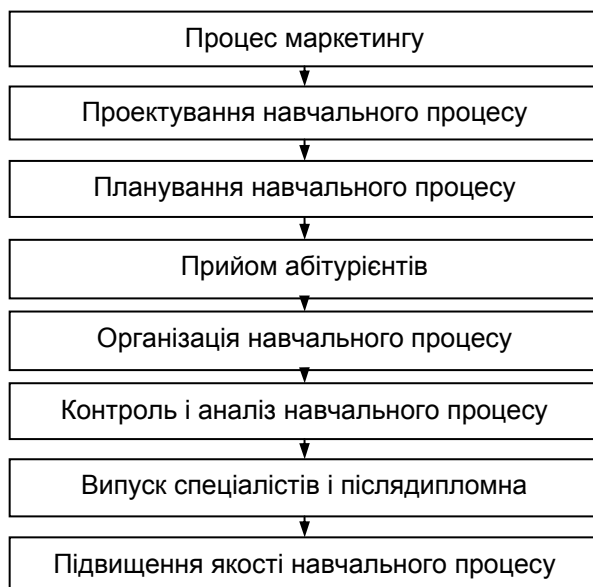 Процес маркетингу
Проектування навчального процесу
Планування навчального процесу
Прийом абітурієнтів
Організація навчального процесу
Контроль і аналіз навчального процесу
Випуск спеціалістів і післядипломна
Підвищення якості навчального процесу